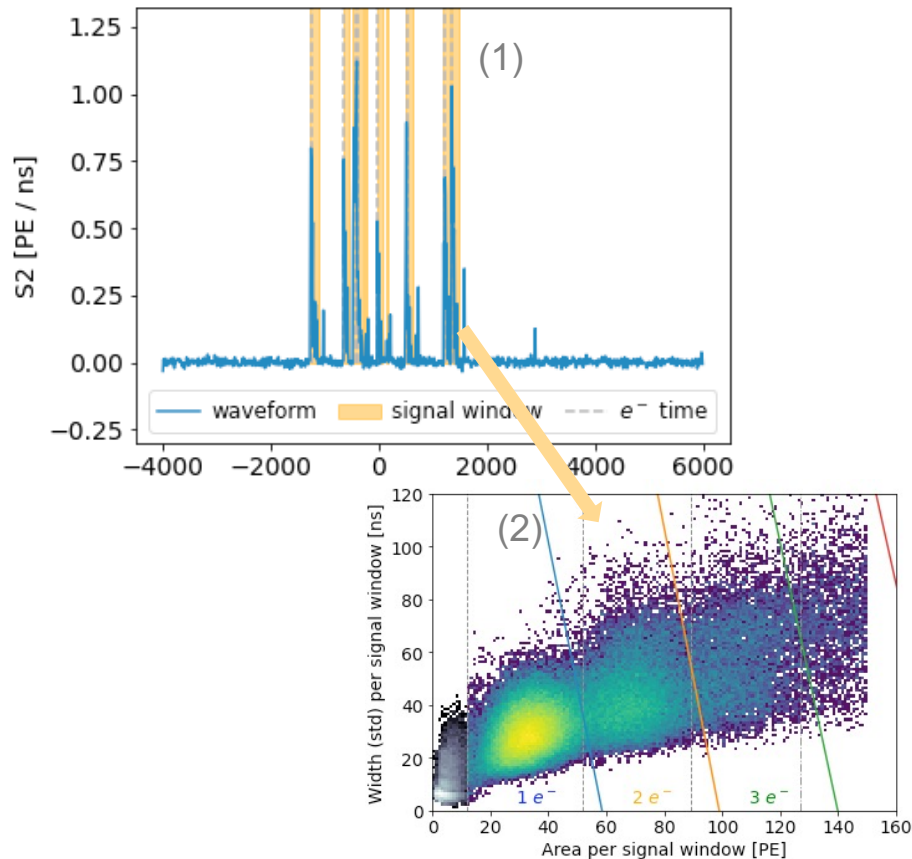 (1)
S2 [PE / ns]
1.25
1.00
0.75
0.50
0.25
0.00
−0.25
waveform signal window e⁻ time
−4000 −2000 0 2000 4000 6000
(2)
Width (std) per signal window [ns]
120
100
80
60
40
20
0
1 e⁻ 2 e⁻ 3 e⁻
0 20 40 60 80 100 120 140 160
Area per signal window [PE]